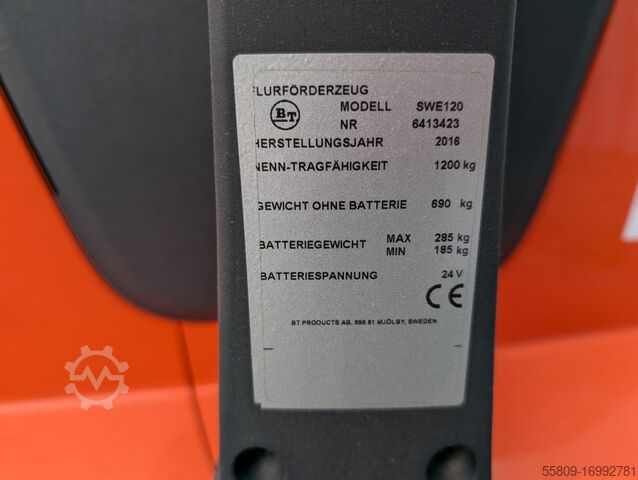 FLURFÖRDERZEUG
BT MODELL SWE120
NR 6413423
HERSTELLUNGSJAHR 2016
NENN-TRAGFÄHIGKEIT 1200 kg
GEWICHT OHNE BATTERIE 690 kg
BATTERIEGEWICHT MAX 285 kg
MIN 185 kg
BATTERIESPANNUNG 24 V
CE
BT PRODUCTS AB, 595 81 MJÖLBY, SWEDEN
55809-16992781